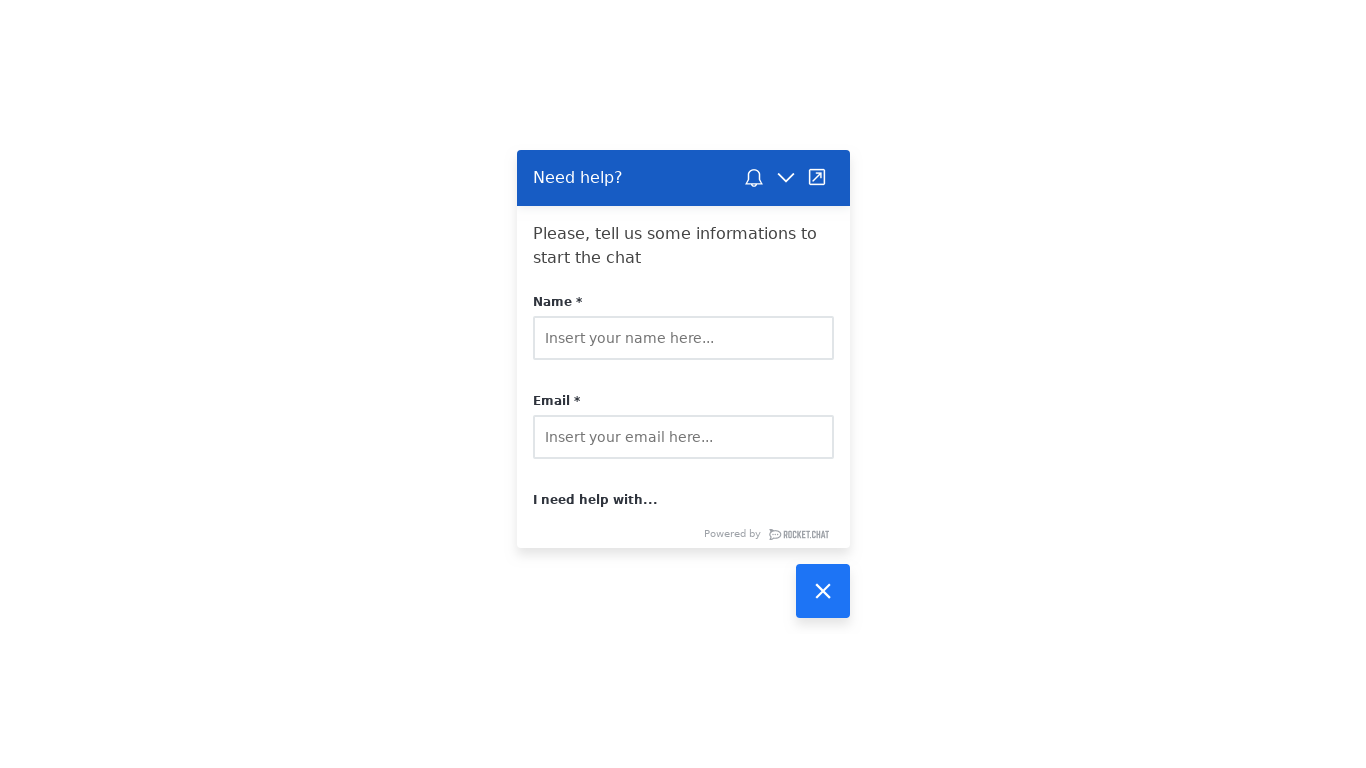 Need help?
Please, tell us some informations to
start the chat
Name *
Insert your name here...
Email *
Insert your email here...
I need help with...
Powered by ROCKET.CHAT